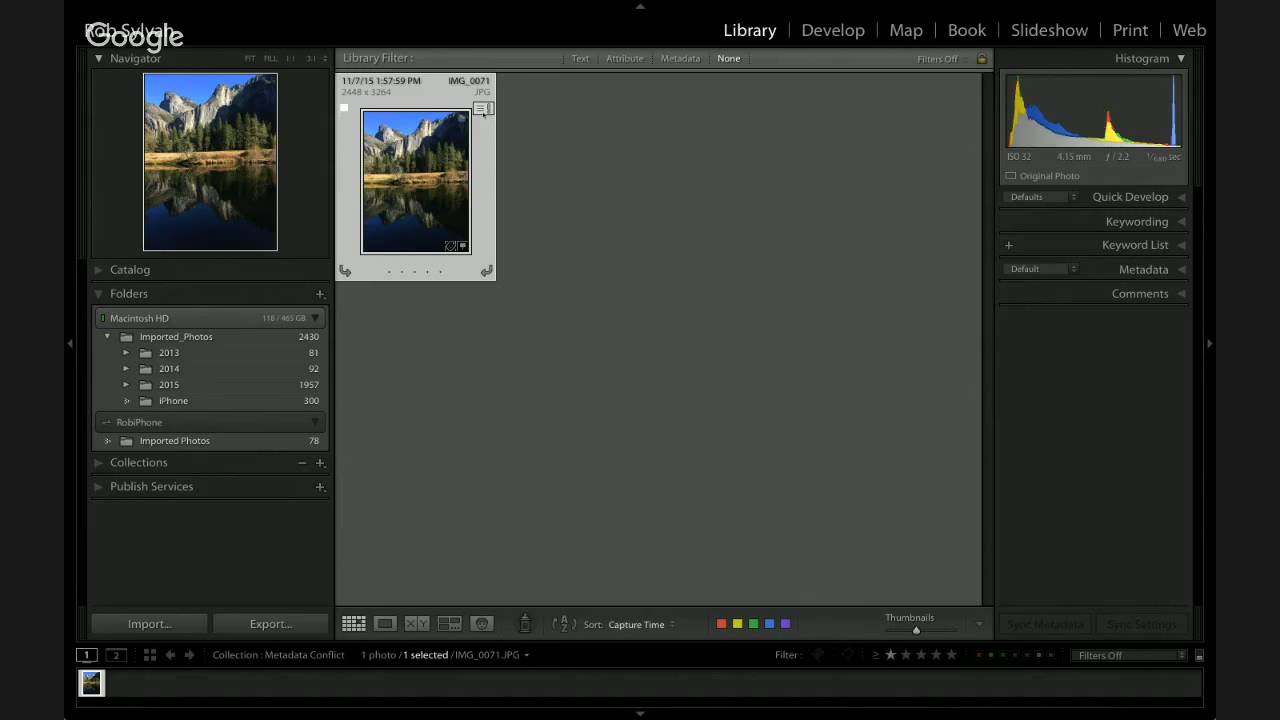 Rob Sylvan
Google
Library | Develop | Map | Book | Slideshow | Print | Web
Navigator FIT FILL 1:1 3:1
Library Filter : Text Attribute Metadata None Filters Off
Histogram
11/7/15 1:57:59 PM IMG_0071
2448 x 3264 JPG
ISO 32 4.15 mm ƒ / 2.2 1/680 sec
Original Photo
Defaults Quick Develop
Keywording
+ Keyword List
Default Metadata
Comments
Catalog
Folders +
Macintosh HD 118 / 465 GB
Imported_Photos 2430
2013 81
2014 92
2015 1957
iPhone 300
RobiPhone
Imported Photos 78
Collections − +
Publish Services +
Import... Export...
X Y
A Z Sort: Capture Time
Thumbnails
Sync Metadata Sync Settings
1 2 Collection : Metadata Conflict 1 photo / 1 selected / IMG_0071.JPG Filter : ≥ Filters Off